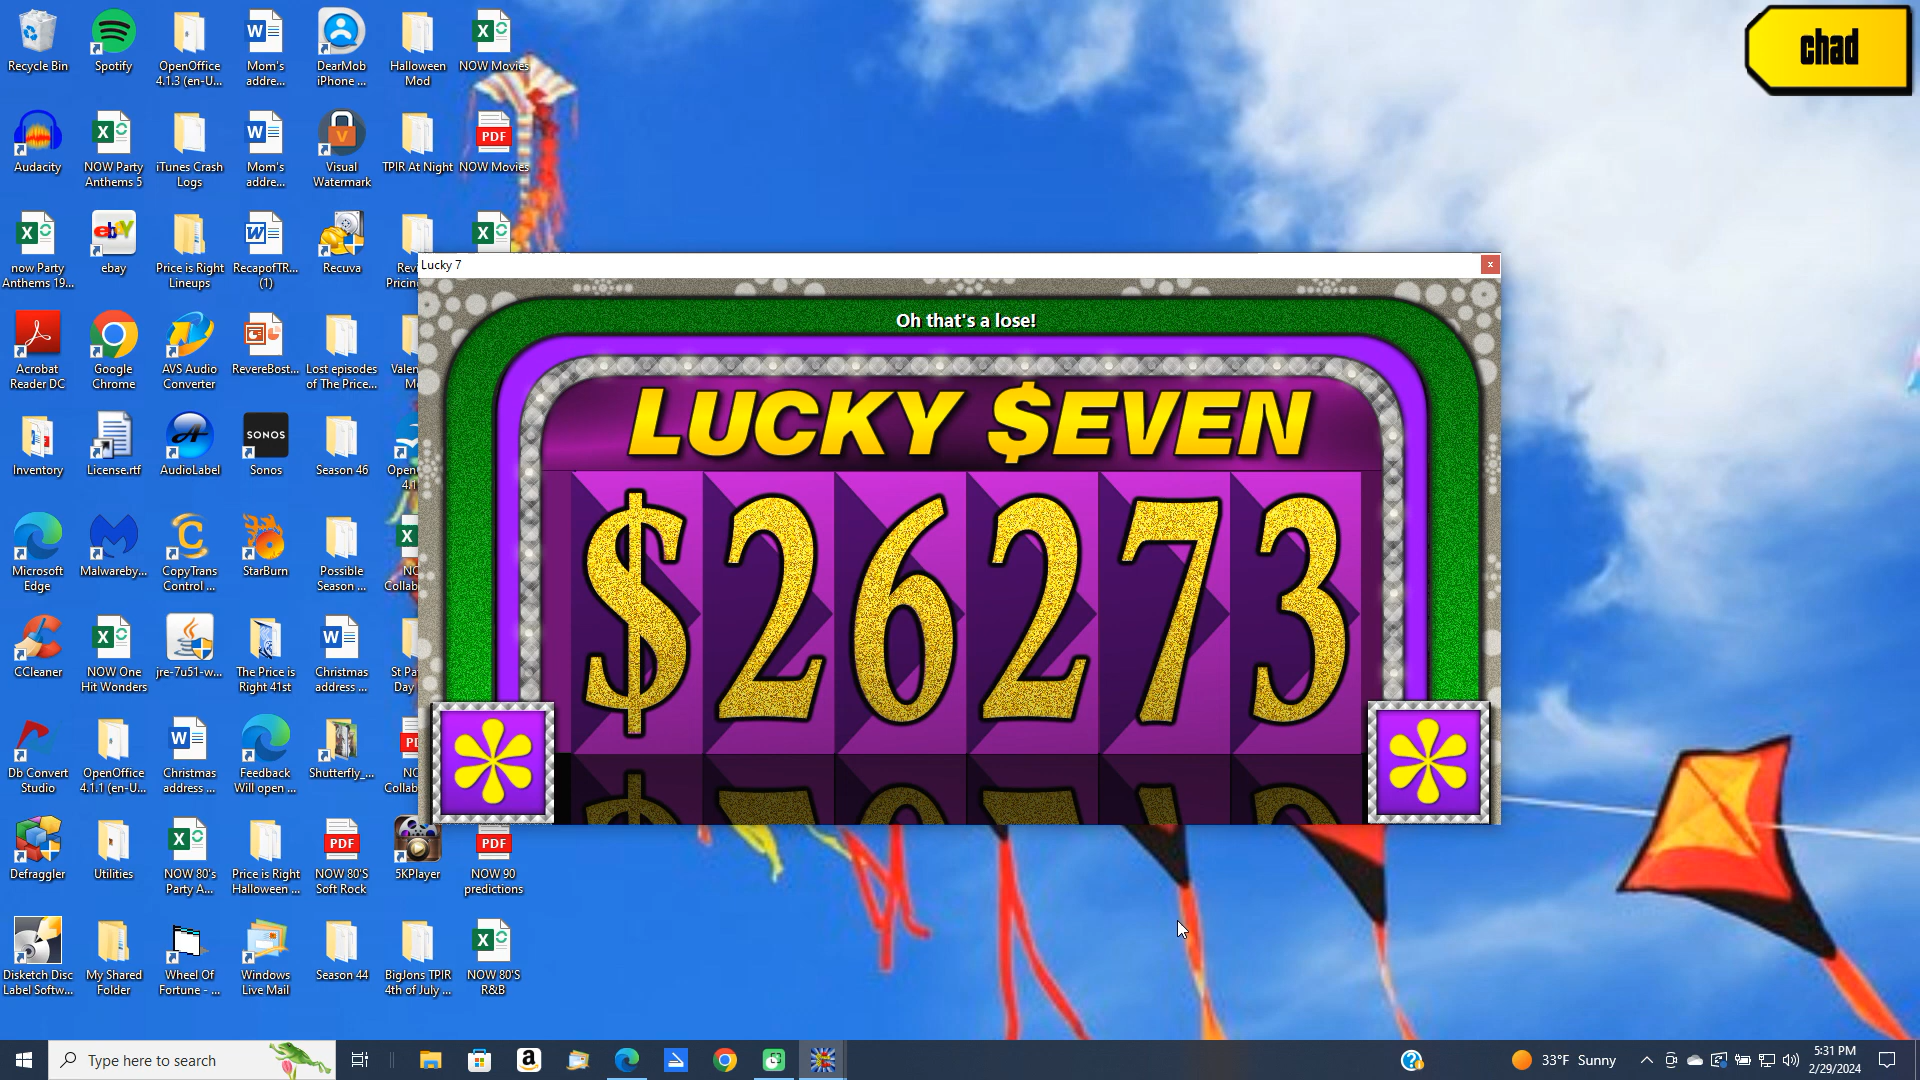 Recycle Bin
Spotify
OpenOffice
4.1.3 (en-U...
Mom's
addre...
DearMob
iPhone ...
Halloween
Mod
NOW Movies
chad
Audacity
NOW Party
Anthems 5
iTunes Crash
Logs
Mom's
addre...
Visual
Watermark
TPIR At Night
PDF
NOW Movies
now Party
Anthems 19...
ebay
ebay
Price is Right
Lineups
RecapofTR...
(1)
Recuva
Lucky 7
Oh that's a lose!
LUCKY $EVEN
$26273
Acrobat
Reader DC
Google
Chrome
AVS Audio
Converter
RevereBost...
Lost episodes
of The Price...
Inventory
License.rtf
AudioLabel
SONOS
Sonos
Season 46
Microsoft
Edge
Malwareby...
CopyTrans
Control ...
StarBurn
Possible
Season ...
CCleaner
NOW One
Hit Wonders
jre-7u51-w...
The Price is
Right 41st
Christmas
address ...
Db Convert
Studio
OpenOffice
4.1.1 (en-U...
Christmas
address ...
Feedback
Will open ...
Shutterfly_...
Defraggler
Utilities
NOW 80's
Party A...
Price is Right
Halloween ...
PDF
NOW 80'S
Soft Rock
5KPlayer
PDF
NOW 90
predictions
Disketch Disc
Label Softw...
My Shared
Folder
Wheel Of
Fortune - ...
Windows
Live Mail
Season 44
BigJons TPIR
4th of July ...
NOW 80'S
R&B
Type here to search
33°F Sunny
5:31 PM
2/29/2024